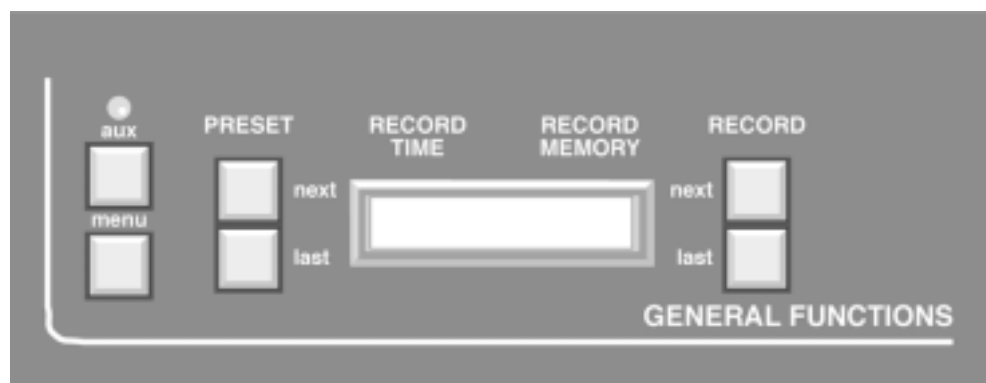 aux
menu
PRESET
next
last
RECORD
TIME
RECORD
MEMORY
RECORD
next
last
GENERAL FUNCTIONS